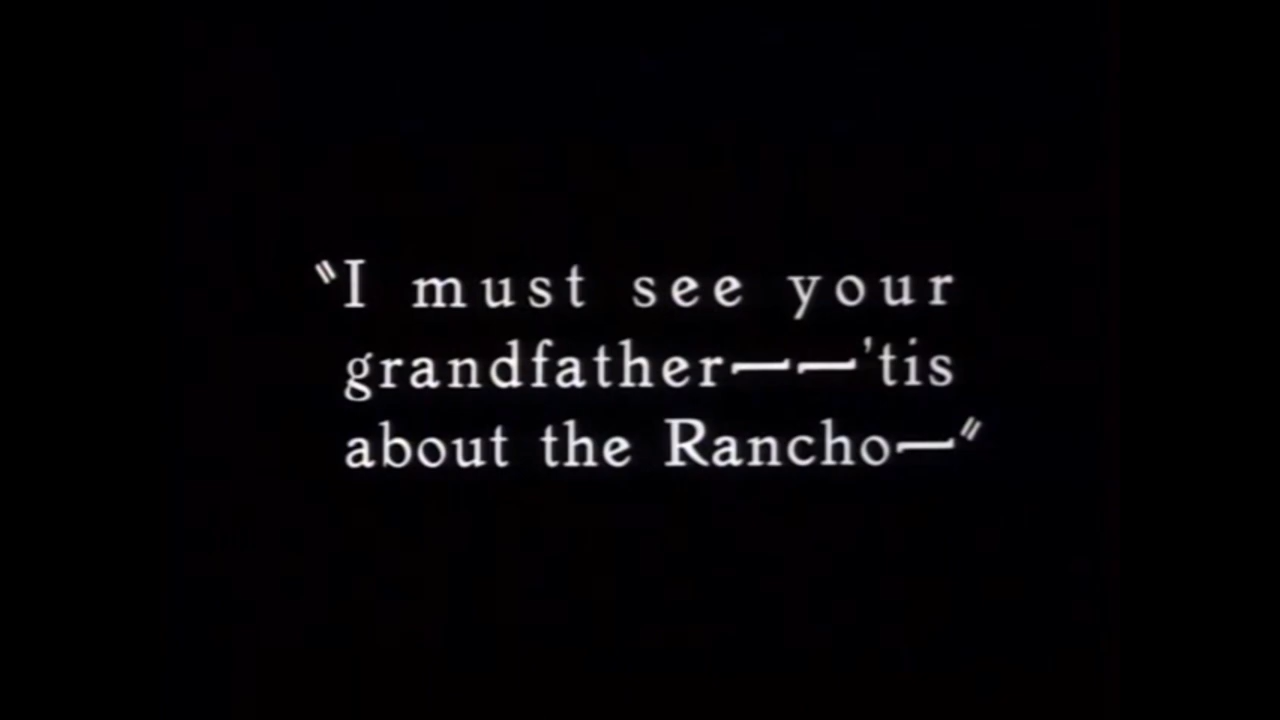 "I must see your
grandfather——'tis
about the Rancho—"